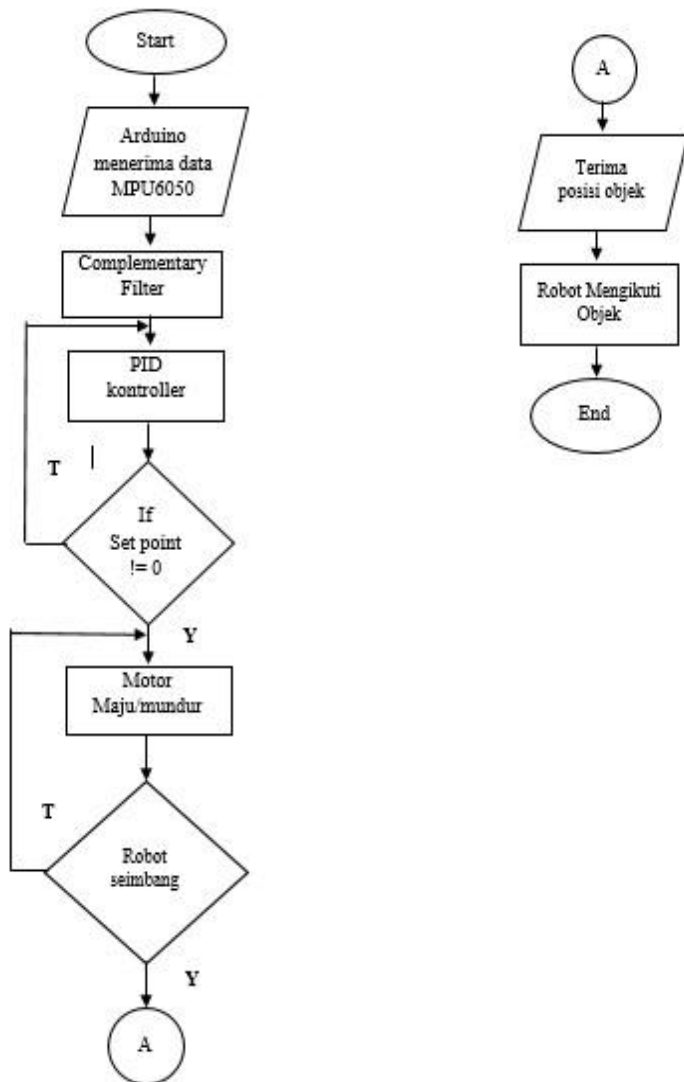 Start
Arduino
menerima data
MPU6050
Complementary
Filter
PID
kontroller
T
If
Set point
!= 0
Y
Motor
Maju/mundur
T
Robot
seimbang
Y
A
A
Terima
posisi objek
Robot Mengikuti
Objek
End